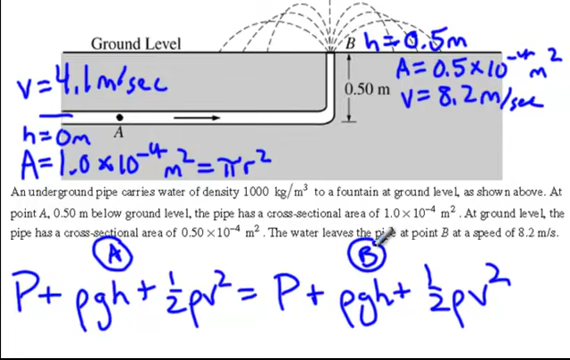 Ground Level
B h=0.5m
A=0.5×10⁻⁴ m²
v=4.1m/sec
0.50 m
v=8.2m/sec
h=0m
A
A=1.0×10⁻⁴ m²=πr²
An underground pipe carries water of density 1000 kg/m³ to a fountain at ground level, as shown above. At
point A, 0.50 m below ground level, the pipe has a cross-sectional area of 1.0×10⁻⁴ m². At ground level, the
pipe has a cross-sectional area of 0.50×10⁻⁴ m². The water leaves the pipe at point B at a speed of 8.2 m/s.
A B
P+ρgh+½ρv²=P+ρgh+½ρv²